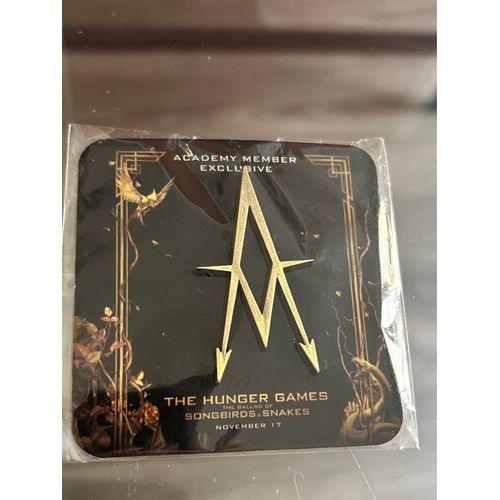 ACADEMY MEMBER
EXCLUSIVE
THE HUNGER GAMES
THE BALLAD OF
SONGBIRDS & SNAKES
NOVEMBER 17